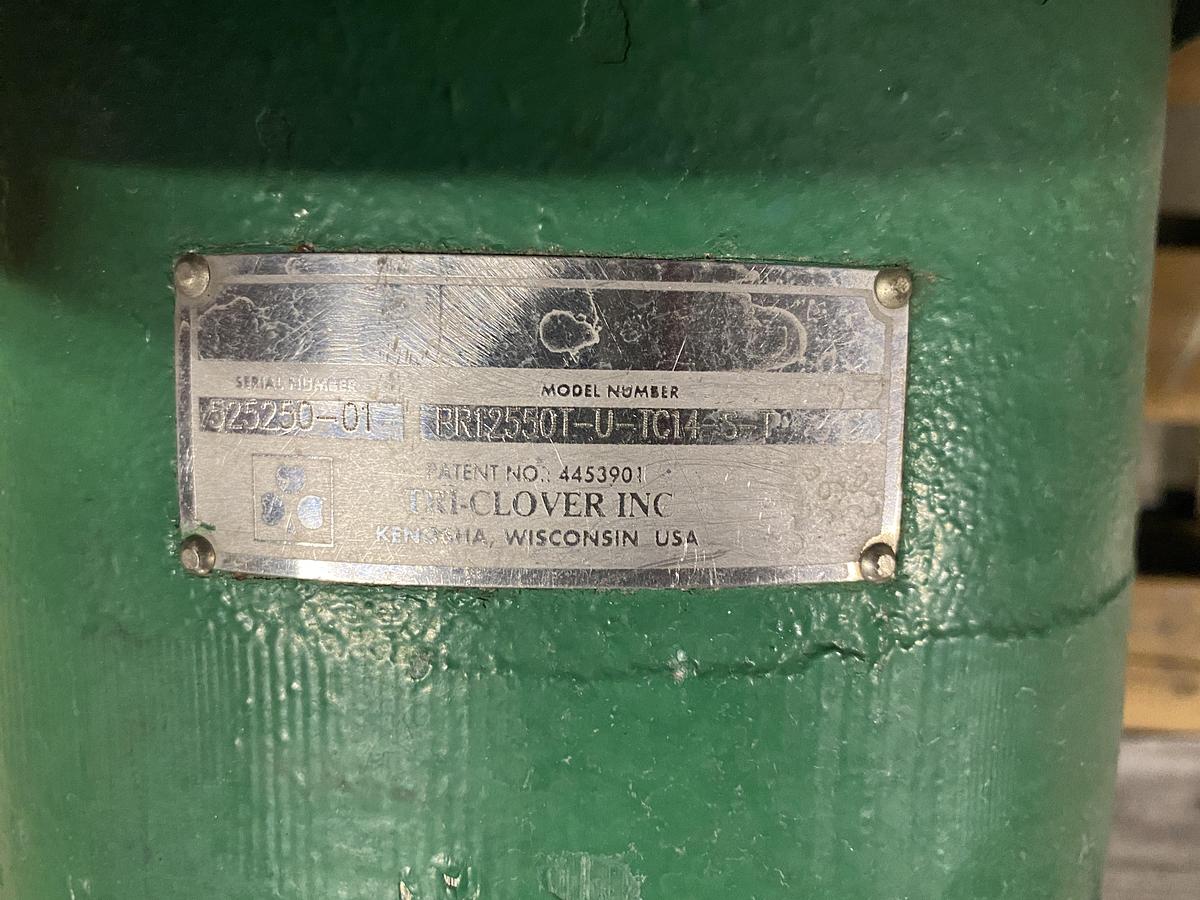 SERIAL NUMBER
MODEL NUMBER
525250-01
PR12550T-U-TC14-S-P
PATENT NO.: 4453901
TRI-CLOVER INC
KENOSHA, WISCONSIN USA